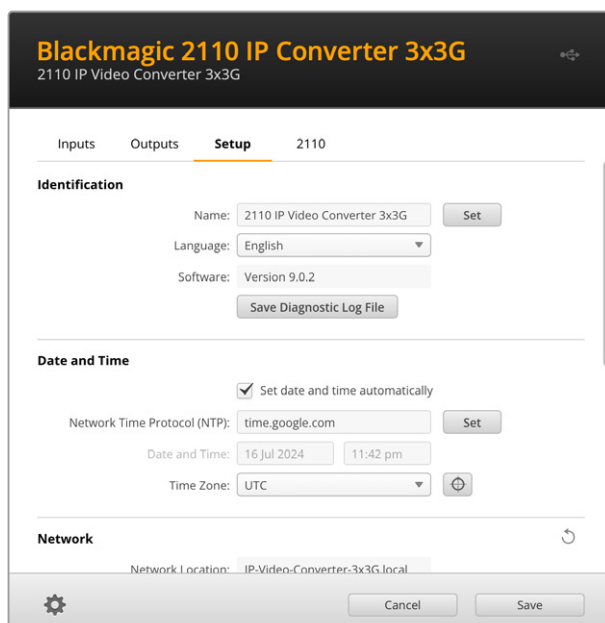 Blackmagic 2110 IP Converter 3x3G
2110 IP Video Converter 3x3G
Inputs Outputs Setup 2110
Identification
Name: 2110 IP Video Converter 3x3G Set
Language: English
Software: Version 9.0.2
Save Diagnostic Log File
Date and Time
Set date and time automatically
Network Time Protocol (NTP): time.google.com Set
Date and Time: 16 Jul 2024 11:42 pm
Time Zone: UTC
Network
Network Location: IP-Video-Converter-3x3G.local
Cancel Save